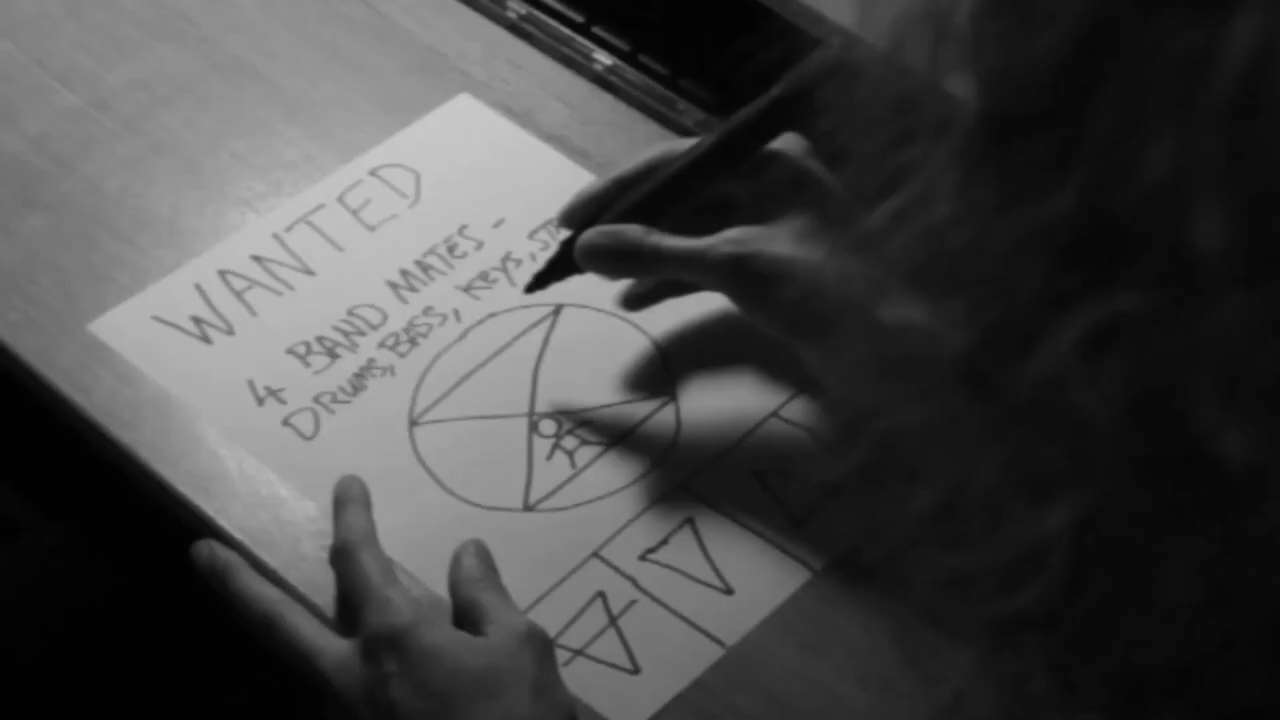 WANTED
4 BAND MATES -
DRUMS, BASS, KEYS,